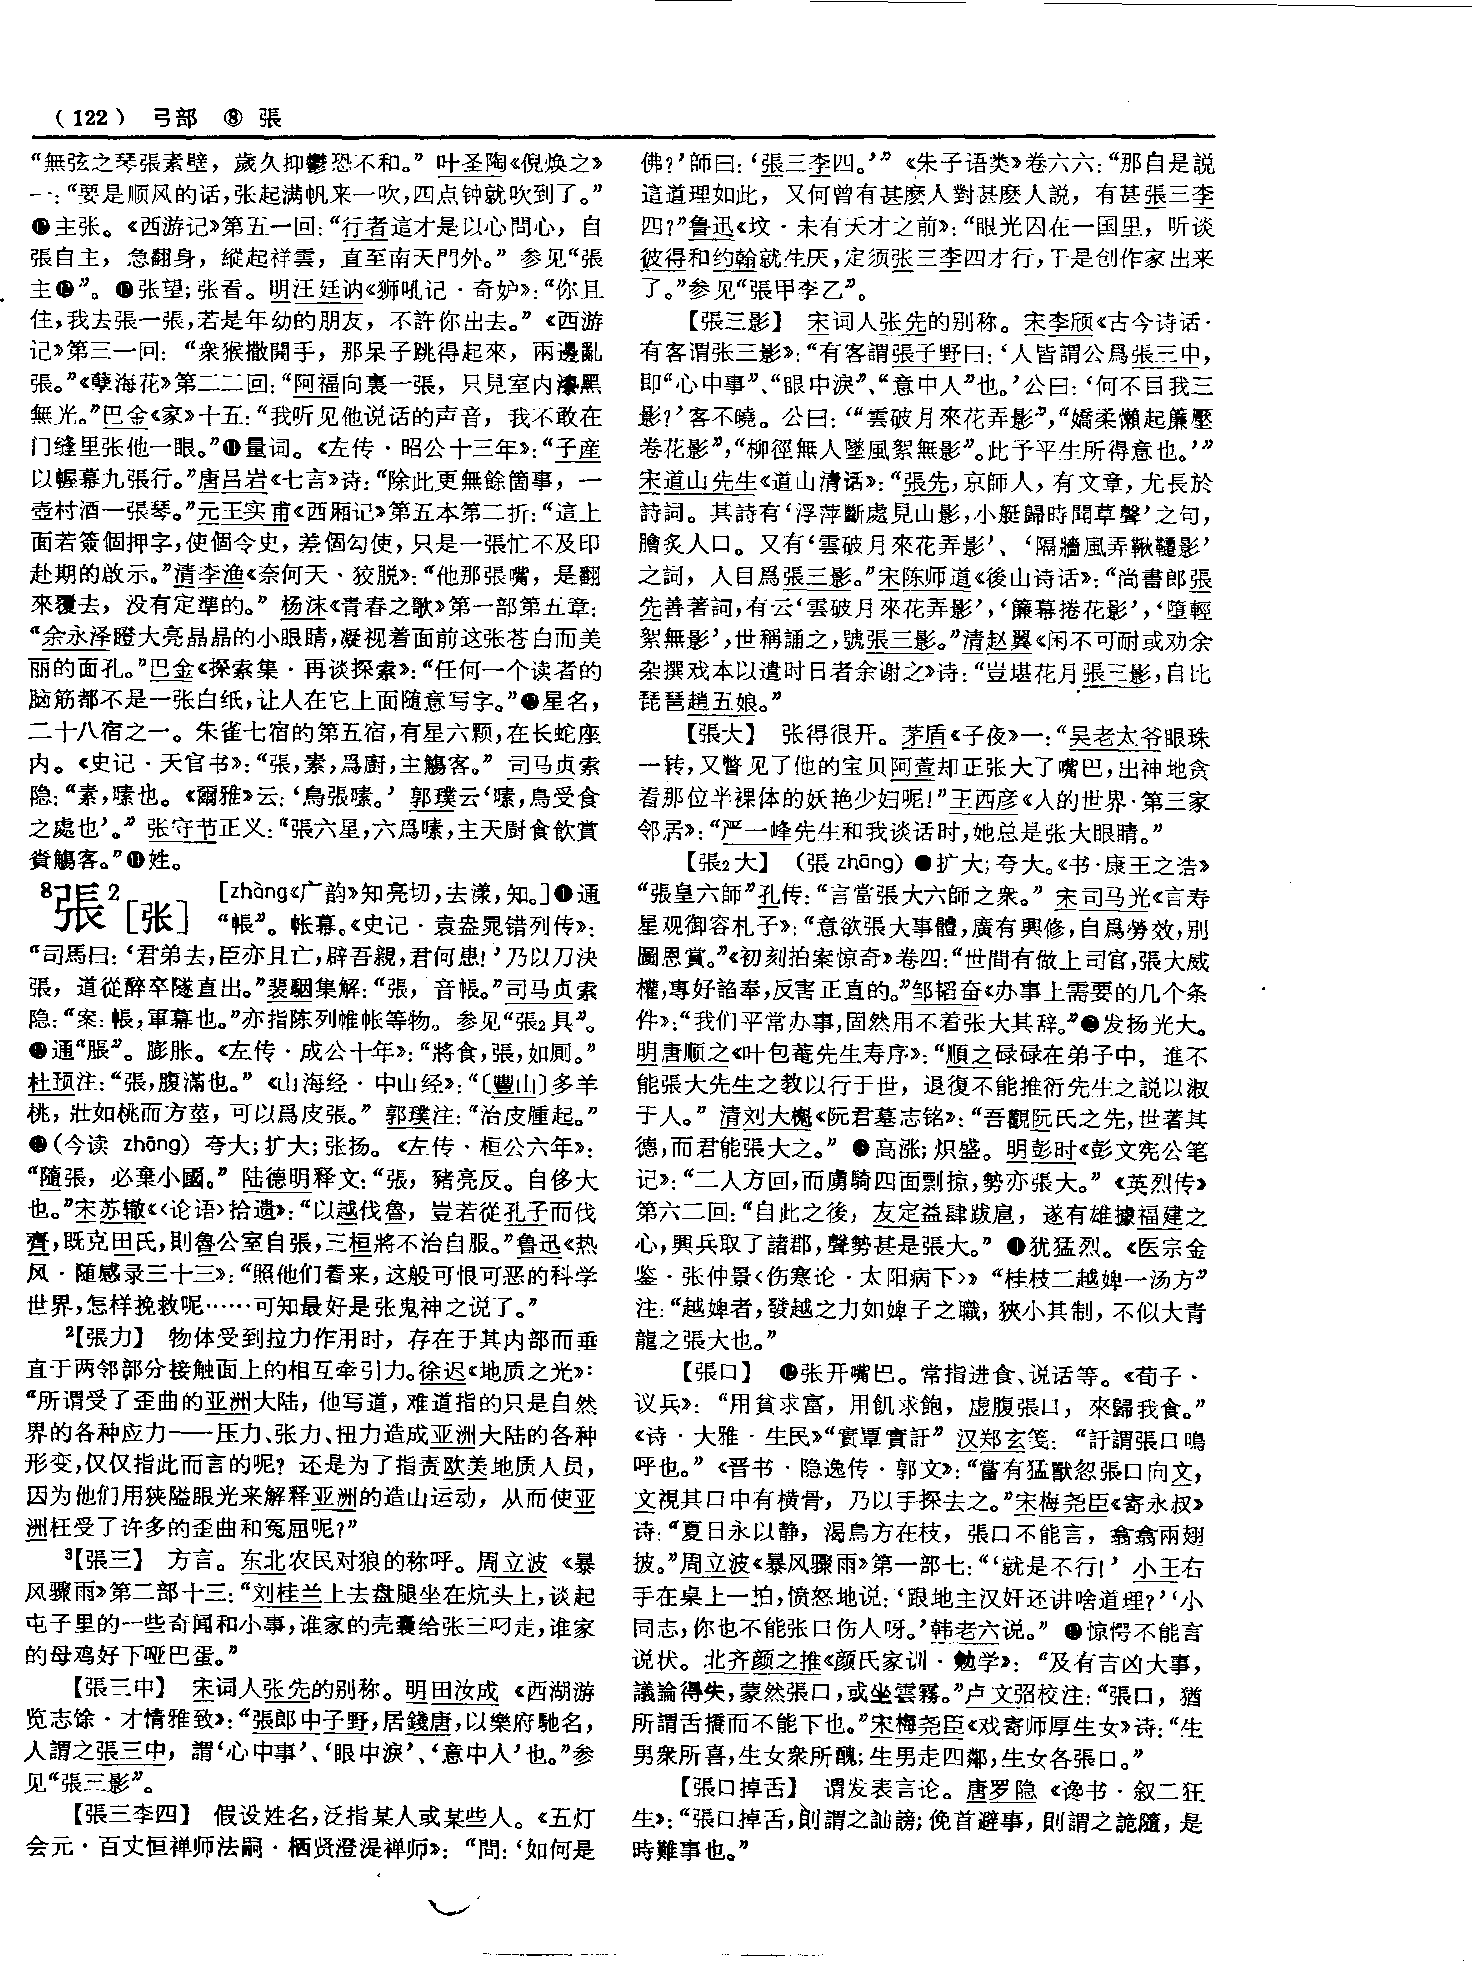 （122） 弓部 ⑧ 張
“無弦之琴張素壁，歲久抑鬱恐不和。”叶圣陶《倪焕之》
一：“要是顺风的话，张起满帆来一吹，四点钟就吹到了。”
主张。《西游记》第五一回：“行者這才是以心問心，自
張自主，急翻身，縱起祥雲，直至南天門外。”参见“張
主”。张望；张看。明汪廷讷《狮吼记·奇妒》：“你且
住，我去張一張，若是年幼的朋友，不許你出去。”《西游
记》第三一回：“衆猴撒開手，那呆子跳得起來，兩邊亂
張。”《孽海花》第二二回：“阿福向裏一張，只見室内漆黑
無光。”巴金《家》十五：“我听见他说话的声音，我不敢在
门缝里张他一眼。”量词。《左传·昭公十三年》：“子産
以幄幕九張行。”唐吕岩《七言》诗：“除此更無餘箇事，一
壺村酒一張琴。”元王实甫《西厢记》第五本第二折：“這上
面若簽個押字，使個令史，差個勾使，只是一張忙不及印
赴期的啟示。”清李渔《奈何天·狡脱》：“他那張嘴，是翻
來覆去，没有定準的。”杨沫《青春之歌》第一部第五章：
“余永泽瞪大亮晶晶的小眼睛，凝视着面前这张苍白而美
丽的面孔。”巴金《探索集·再谈探索》：“任何一个读者的
脑筋都不是一张白纸，让人在它上面随意写字。”星名，
二十八宿之一。朱雀七宿的第五宿，有星六颗，在长蛇座
内。《史记·天官书》：“張，素，爲廚，主觴客。”司马贞索
隐：“素，嗉也。《爾雅》云：‘鳥張嗉。’郭璞云‘嗉，鳥受食
之處也’。”张守节正义：“張六星，六爲嗉，主天廚食飲賞
賚觴客。”姓。
8張2［张］ ［zhàng《广韵》知亮切，去漾，知。］❶通
“帳”。帐幕。《史记·袁盎晁错列传》：
“司馬曰：‘君弟去，臣亦且亡，辟吾親，君何患！’乃以刀決
張，道從醉卒隧直出。”裴駰集解：“張，音帳。”司马贞索
隐：“案：帳，軍幕也。”亦指陈列帷帐等物。参见“張2具”。
❷通“脹”。膨胀。《左传·成公十年》：“將食，張，如厠。”
杜预注：“張，腹滿也。”《山海经·中山经》：“〔豐山〕多羊
桃，壯如桃而方莖，可以爲皮張。”郭璞注：“治皮腫起。”
❸（今读 zhāng）夸大；扩大；张扬。《左传·桓公六年》：
“隨張，必棄小國。”陆德明释文：“張，豬亮反。自侈大
也。”宋苏辙《〈论语〉拾遗》：“以越伐魯，豈若從孔子而伐
齊，既克田氏，則魯公室自張，三桓將不治自服。”鲁迅《热
风·随感录三十三》：“照他们看来，这般可恨可恶的科学
世界，怎样挽救呢……可知最好是张鬼神之说了。”
2【張力】 物体受到拉力作用时，存在于其内部而垂
直于两邻部分接触面上的相互牵引力。徐迟《地质之光》：
“所谓受了歪曲的亚洲大陆，他写道，难道指的只是自然
界的各种应力——压力、张力、扭力造成亚洲大陆的各种
形变，仅仅指此而言的呢？还是为了指责欧美地质人员，
因为他们用狭隘眼光来解释亚洲的造山运动，从而使亚
洲枉受了许多的歪曲和冤屈呢？”
3【張三】 方言。东北农民对狼的称呼。周立波《暴
风骤雨》第二部十三：“刘桂兰上去盘腿坐在炕头上，谈起
屯子里的一些奇闻和小事，谁家的壳囊给张三叼走，谁家
的母鸡好下哑巴蛋。”
【張三中】 宋词人张先的别称。明田汝成《西湖游
览志馀·才情雅致》：“張郎中子野，居錢唐，以樂府馳名，
人謂之張三中，謂‘心中事’、‘眼中淚’、‘意中人’也。”参
见“張三影”。
【張三李四】 假设姓名，泛指某人或某些人。《五灯
会元·百丈恒禅师法嗣·栖贤澄湜禅师》：“問：‘如何是
佛？’師曰：‘張三李四。’”《朱子语类》卷六六：“那自是説
這道理如此，又何曾有甚麽人對甚麽人説，有甚張三李
四？”鲁迅《坟·未有天才之前》：“眼光囚在一国里，听谈
彼得和约翰就生厌，定须张三李四才行，于是创作家出来
了。”参见“張甲李乙”。
【張三影】 宋词人张先的别称。宋李颀《古今诗话·
有客谓张三影》：“有客謂張子野曰：‘人皆謂公爲張三中，
即“心中事”、“眼中淚”、“意中人”也。’公曰：‘何不目我三
影？’客不曉。公曰：‘“雲破月來花弄影”，“嬌柔懶起簾壓
卷花影”，“柳徑無人墜風絮無影”。此予平生所得意也。’”
宋道山先生《道山清话》：“張先，京師人，有文章，尤長於
詩詞。其詩有‘浮萍斷處見山影，小艇歸時聞草聲’之句，
膾炙人口。又有‘雲破月來花弄影’、‘隔牆風弄鞦韆影’
之詞，人目爲張三影。”宋陈师道《後山诗话》：“尚書郎張
先善著詞，有云‘雲破月來花弄影’，‘簾幕捲花影’，‘墮輕
絮無影’，世稱誦之，號張三影。”清赵翼《闲不可耐或劝余
杂撰戏本以遣时日者余谢之》诗：“豈堪花月張三影，自比
琵琶趙五娘。”
【張大】 张得很开。茅盾《子夜》一：“吴老太爷眼珠
一转，又瞥见了他的宝贝阿萱却正张大了嘴巴，出神地贪
看那位半裸体的妖艳少妇呢！”王西彦《人的世界·第三家
邻居》：“严一峰先生和我谈话时，她总是张大眼睛。”
【張2大】 （張 zhāng）❶扩大；夸大。《书·康王之浩》
“張皇六師”孔传：“言當張大六師之衆。”宋司马光《言寿
星观御容札子》：“意欲張大事體，廣有興修，自爲勞效，别
圖恩賞。”《初刻拍案惊奇》卷四：“世間有做上司官，張大威
權，專好諂奉，反害正直的。”邹韬奋《办事上需要的几个条
件》：“我们平常办事，固然用不着张大其辞。”❷发扬光大。
明唐顺之《叶包菴先生寿序》：“順之碌碌在弟子中，進不
能張大先生之教以行于世，退復不能推衍先生之説以淑
于人。”清刘大櫆《阮君墓志铭》：“吾觀阮氏之先，世著其
德，而君能張大之。”❸高涨；炽盛。明彭时《彭文宪公笔
记》：“二人方回，而虜騎四面剽掠，勢亦張大。”《英烈传》
第六二回：“自此之後，友定益肆跋扈，遂有雄據福建之
心，興兵取了諸郡，聲勢甚是張大。”❹犹猛烈。《医宗金
鉴·张仲景〈伤寒论·太阳病下〉》“桂枝二越婢一汤方”
注：“越婢者，發越之力如婢子之職，狹小其制，不似大青
龍之張大也。”
【張口】 ❶张开嘴巴。常指进食、说话等。《荀子·
议兵》：“用貧求富，用飢求飽，虚腹張口，來歸我食。”
《诗·大雅·生民》“實覃實訏”汉郑玄笺：“訏謂張口鳴
呼也。”《晋书·隐逸传·郭文》：“嘗有猛獸忽張口向文，
文視其口中有横骨，乃以手探去之。”宋梅尧臣《寄永叔》
诗：“夏日永以静，渴鳥方在枝，張口不能言，翕翕兩翅
披。”周立波《暴风骤雨》第一部七：“‘就是不行！’小王右
手在桌上一拍，愤怒地说：‘跟地主汉奸还讲啥道理？’‘小
同志，你也不能张口伤人呀。’韩老六说。”❷惊愕不能言
说状。北齐颜之推《颜氏家训·勉学》：“及有吉凶大事，
議論得失，蒙然張口，或坐雲霧。”卢文弨校注：“張口，猶
所謂舌撟而不能下也。”宋梅尧臣《戏寄师厚生女》诗：“生
男衆所喜，生女衆所醜；生男走四鄰，生女各張口。”
【張口掉舌】 谓发表言论。唐罗隐《谗书·叙二狂
生》：“張口掉舌，則謂之訕謗；俛首避事，則謂之詭隨，是
時難事也。”